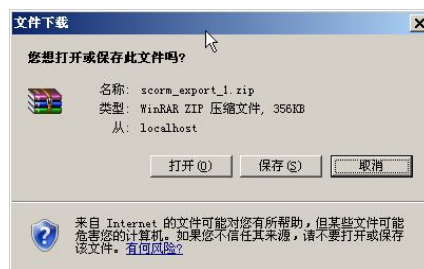 文件下载
您想打开或保存此文件吗?
名称: scorm_export_1.zip
类型: WinRAR ZIP 压缩文件, 356KB
从: localhost
打开(O) 保存(S) 取消
来自 Internet 的文件可能对您有所帮助，但某些文件可能
危害您的计算机。如果您不信任其来源，请不要打开或保存
该文件。有何风险?